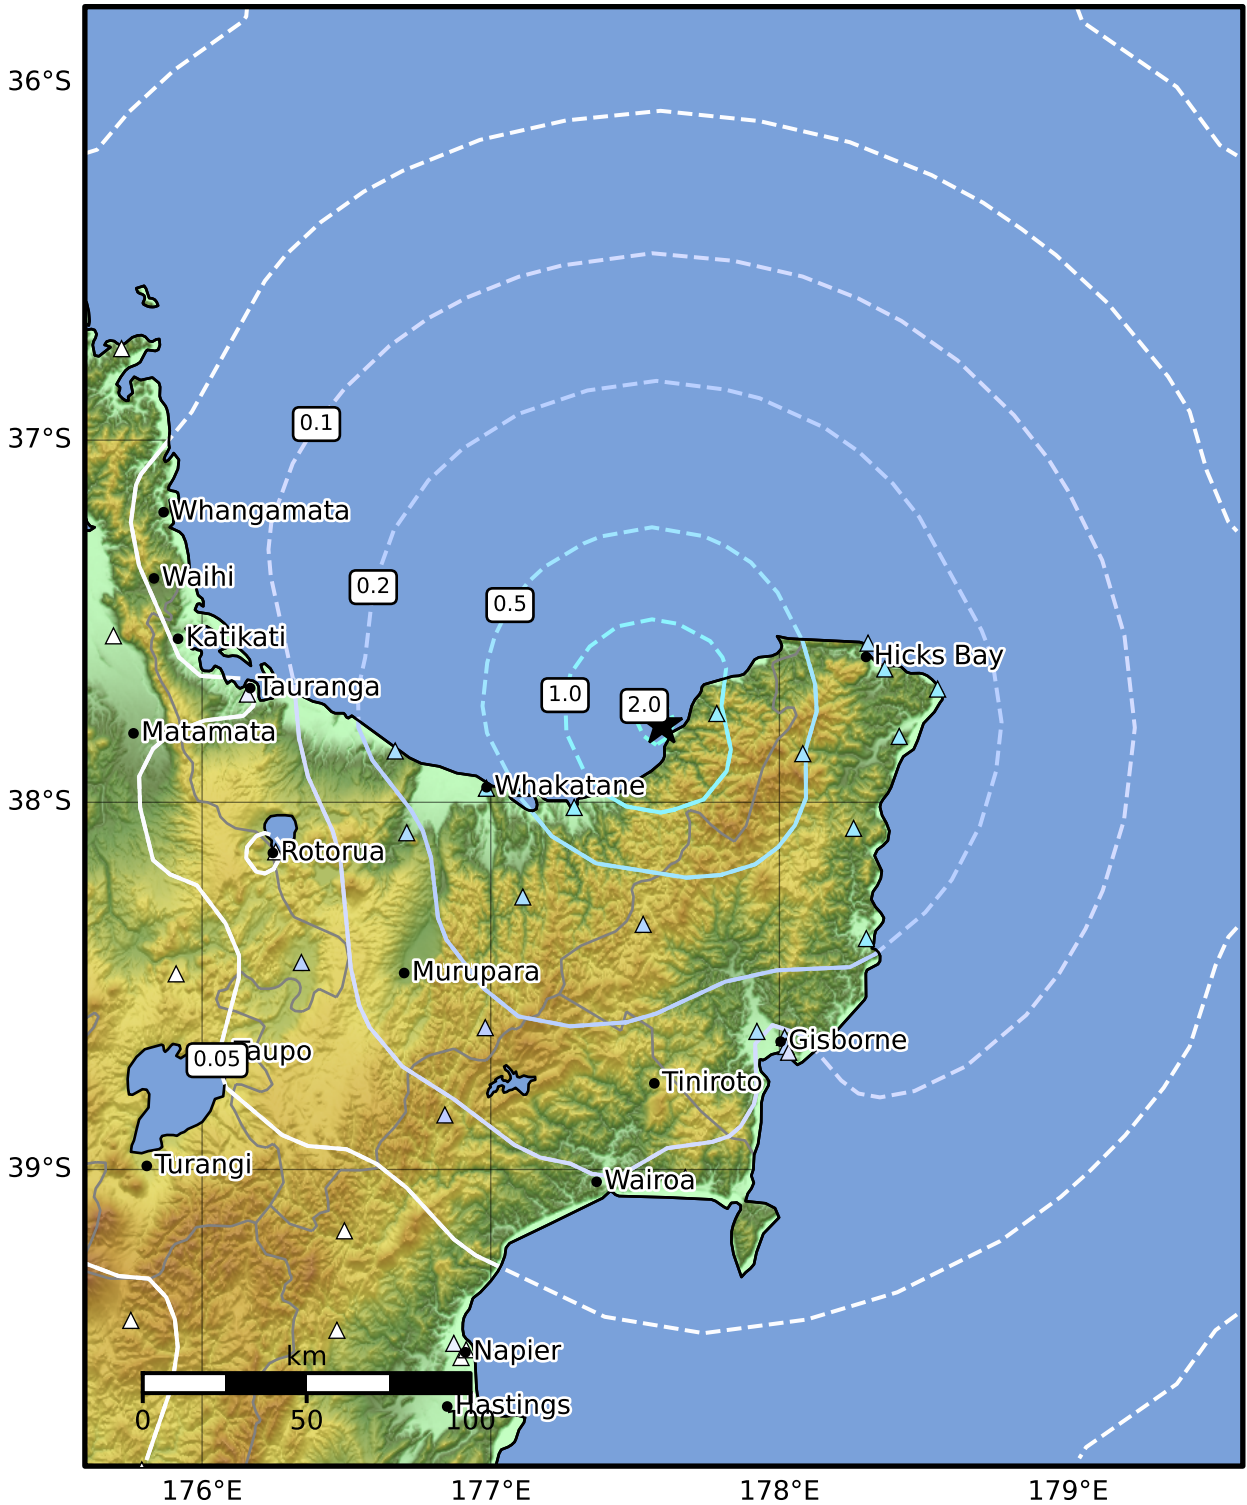 36°S
0.1
37°S
Whangamata
Waihi
0.2
0.5
Katikati
Hicks Bay
Tauranga
1.0
2.0
Matamata
Whakatane
38°S
Rotorua
Murupara
Gisborne
Taupo
0.05
Tiniroto
Turangi
39°S
Wairoa
Napier
km
Hastings
0
50
100
176°E
177°E
178°E
179°E